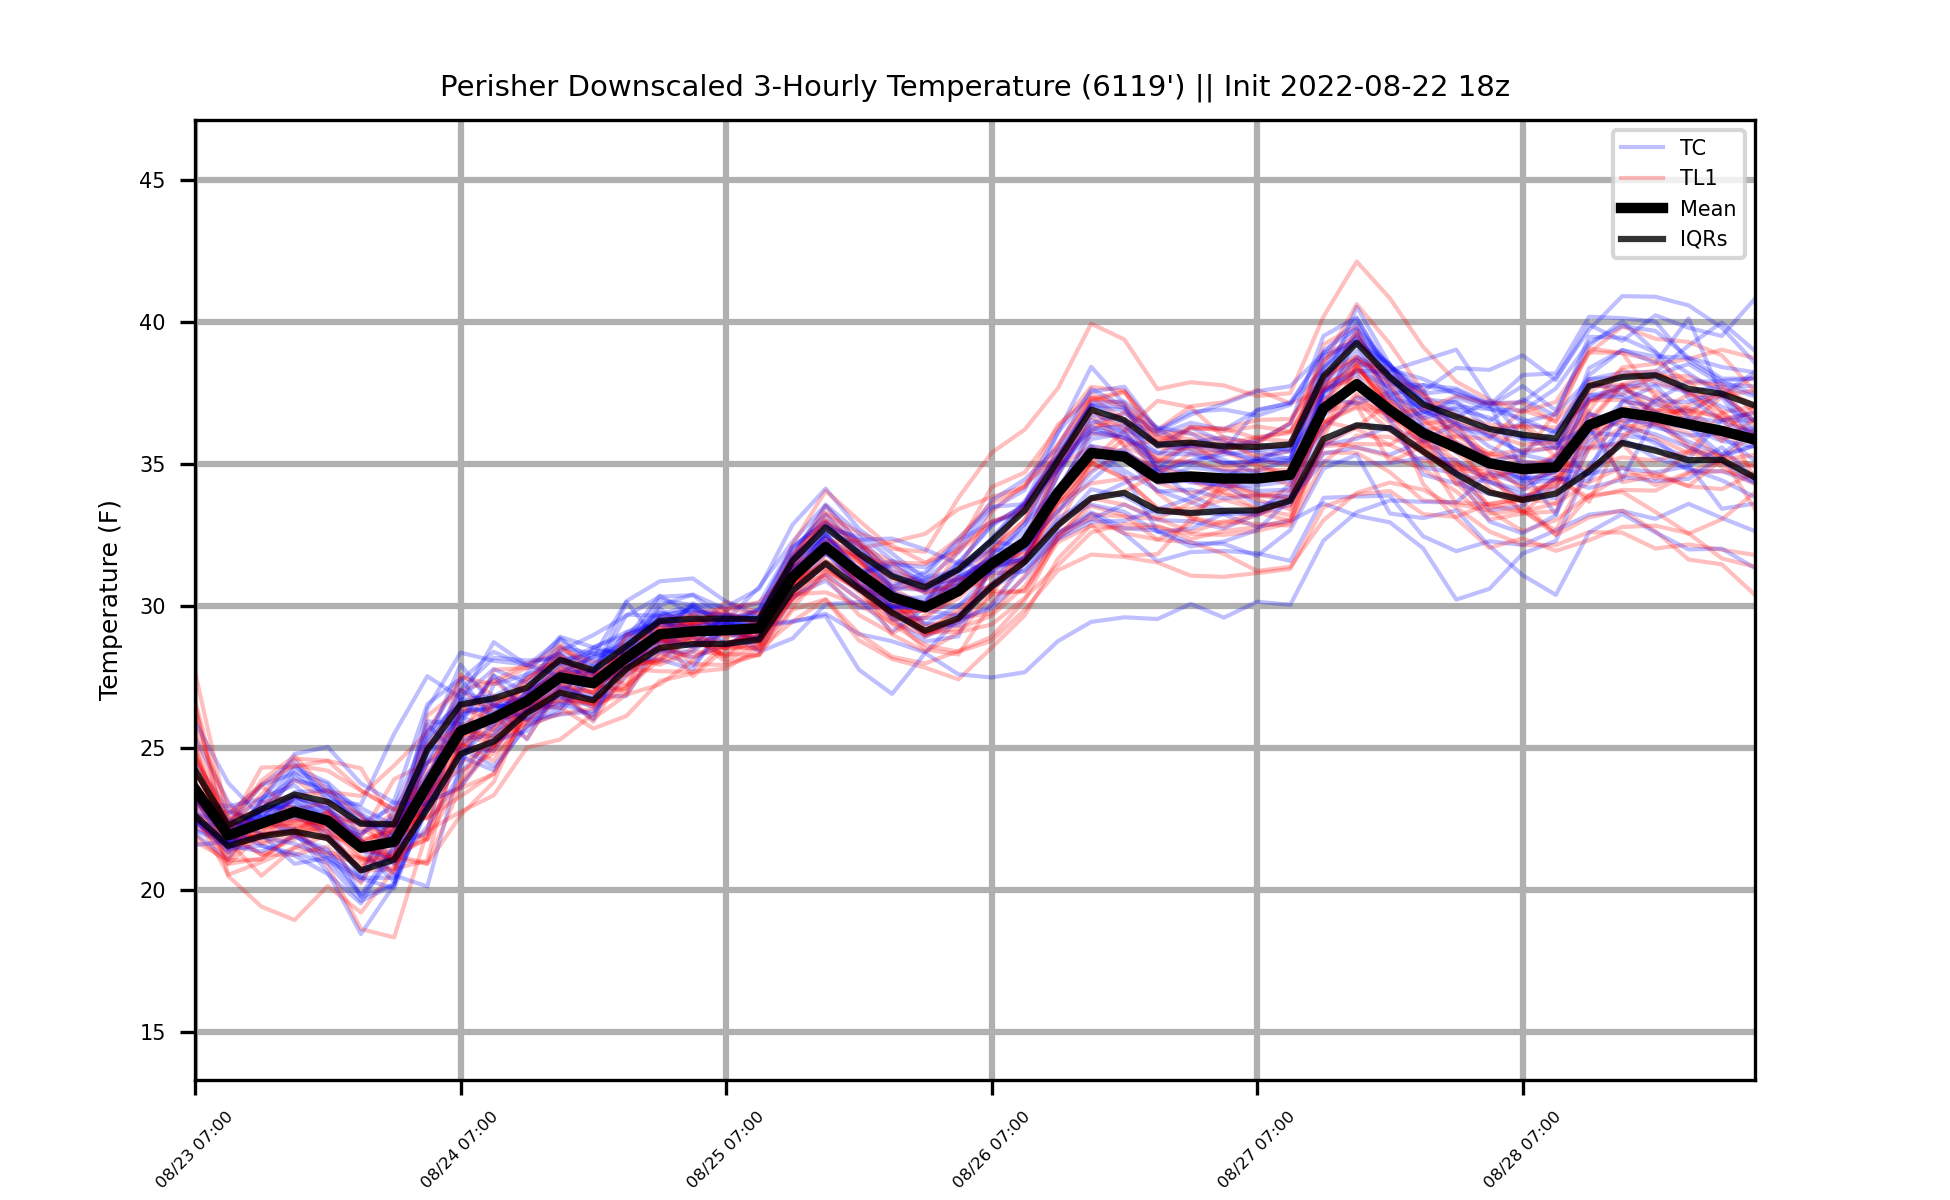 Perisher Downscaled 3-Hourly Temperature (6119') || Init 2022-08-22 18z
TC
TL1
Mean
IQRs
Temperature (F)
45
40
35
30
25
20
15
08/23 07:00
08/24 07:00
08/25 07:00
08/26 07:00
08/27 07:00
08/28 07:00